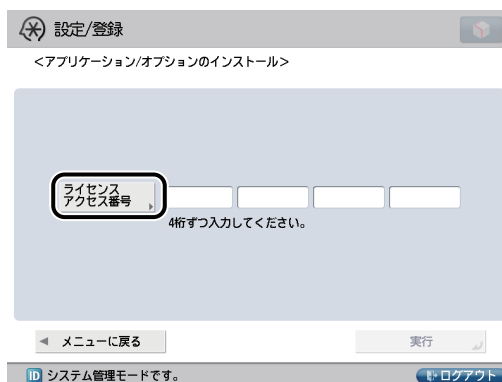 設定/登録
<アプリケーション/オプションのインストール>
ライセンス
アクセス番号
4桁ずつ入力してください。
メニューに戻る
実行
ID システム管理モードです。
ログアウト